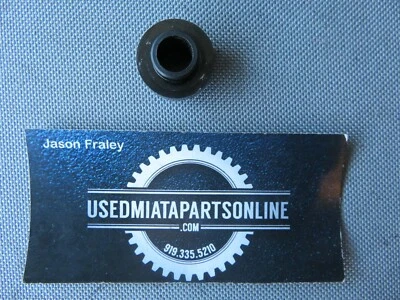 Jason Fraley
USEDMIATAPARTSONLINE
.COM
919.335.5210